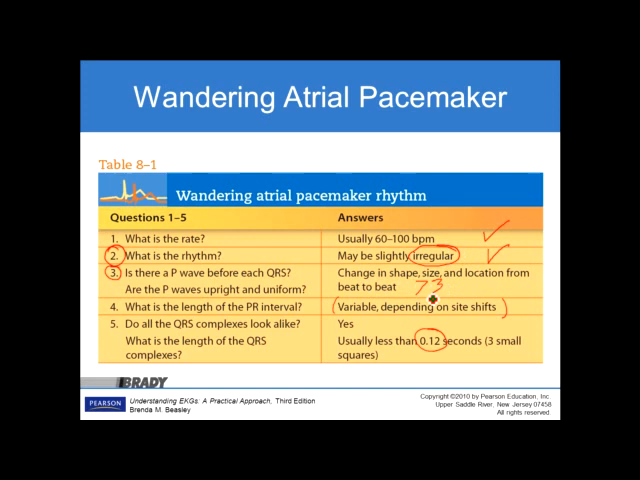 Wandering Atrial Pacemaker
Table 8–1
Wandering atrial pacemaker rhythm
Questions 1–5 Answers
1. What is the rate? Usually 60–100 bpm
2. What is the rhythm? May be slightly irregular
3. Is there a P wave before each QRS? Change in shape, size, and location from
Are the P waves upright and uniform? beat to beat >3
4. What is the length of the PR interval? Variable, depending on site shifts
5. Do all the QRS complexes look alike? Yes
What is the length of the QRS Usually less than 0.12 seconds (3 small
complexes? squares)
BRADY
PEARSON
Understanding EKGs: A Practical Approach, Third Edition
Brenda M. Beasley
Copyright ©2010 by Pearson Education, Inc.
Upper Saddle River, New Jersey 07458
All rights reserved.